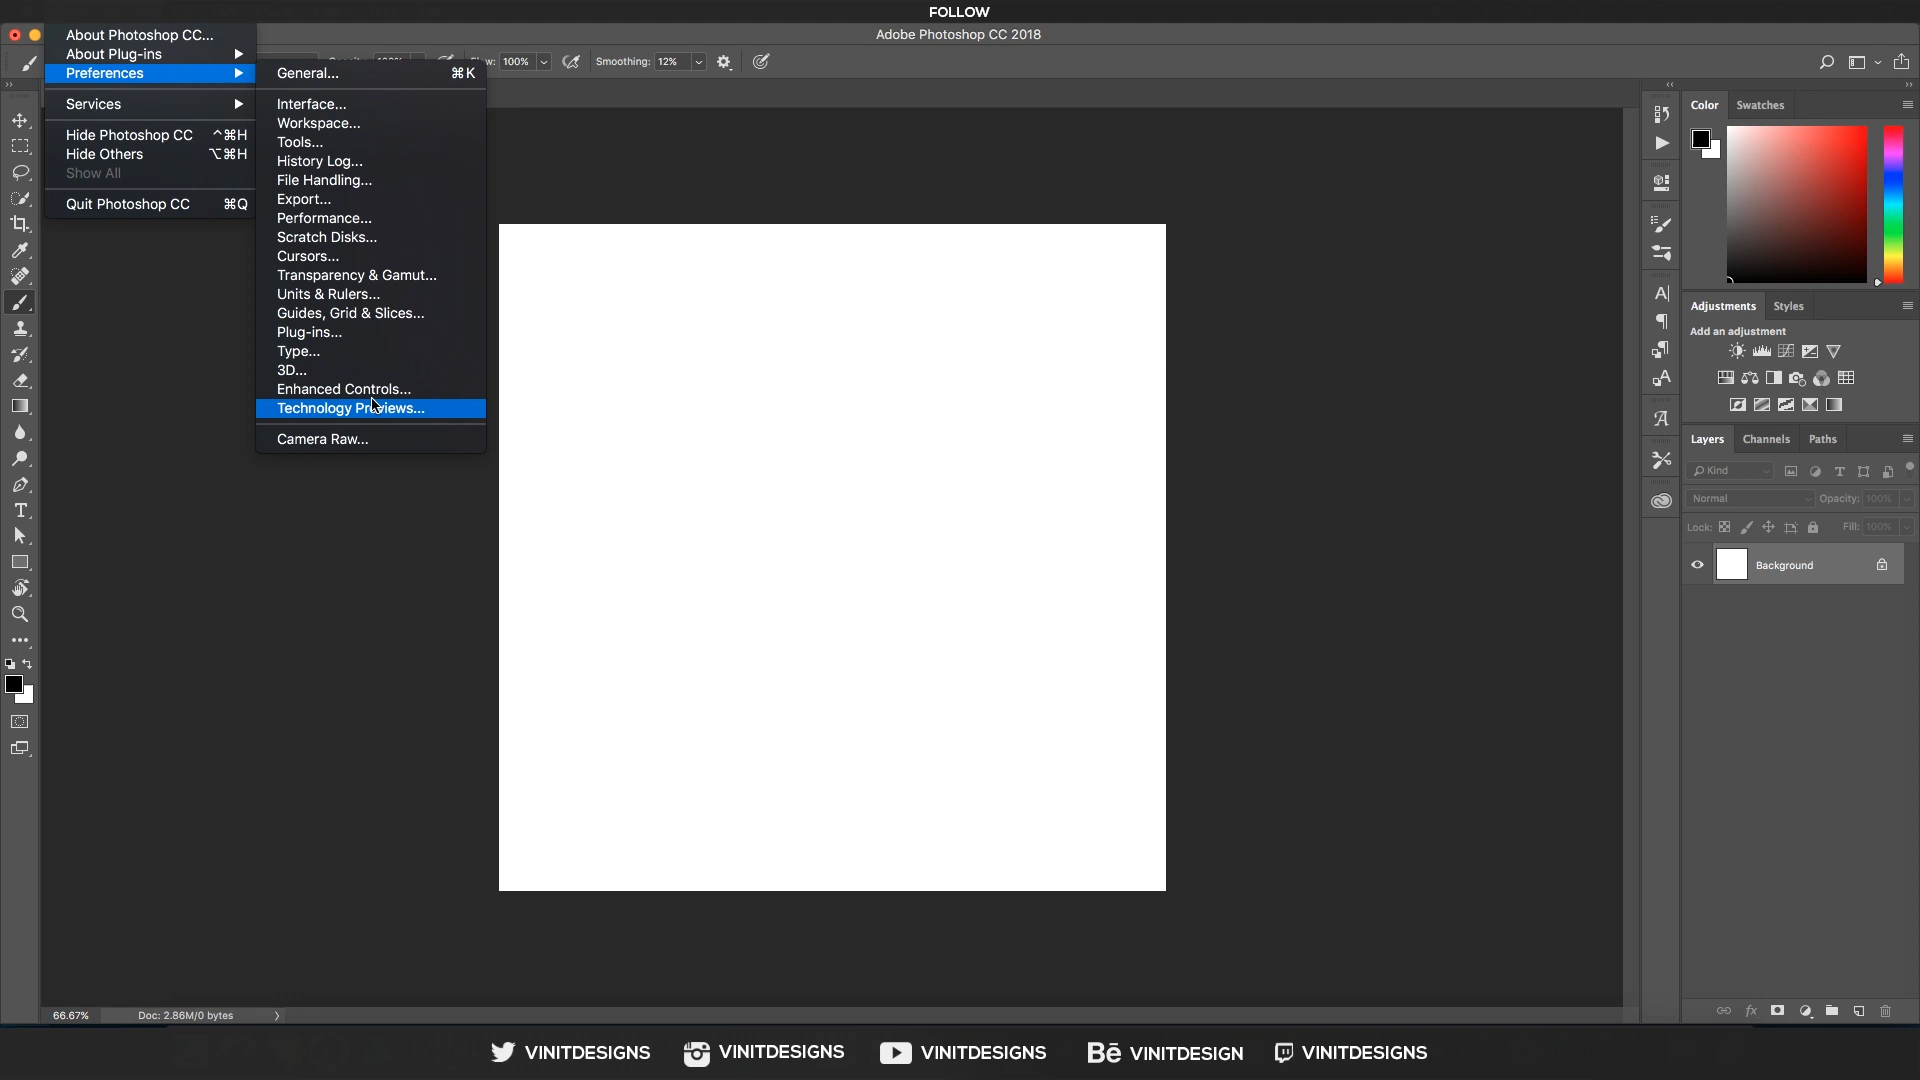 FOLLOW
Adobe Photoshop CC 2018
About Photoshop CC...
About Plug-ins
Preferences
Services
Hide Photoshop CC ^⌘H
Hide Others ⌥⌘H
Show All
Quit Photoshop CC ⌘Q
100%
Smoothing: 12%
General... ⌘K
Interface...
Workspace...
Tools...
History Log...
File Handling...
Export...
Performance...
Scratch Disks...
Cursors...
Transparency & Gamut...
Units & Rulers...
Guides, Grid & Slices...
Plug-ins...
Type...
3D...
Enhanced Controls...
Technology Previews...
Camera Raw...
Color Swatches
Adjustments Styles
Add an adjustment
Layers Channels Paths
Kind
Normal Opacity: 100%
Lock: Fill: 100%
Background
66.67% Doc: 2.86M/0 bytes
VINITDESIGNS VINITDESIGNS VINITDESIGNS Bē VINITDESIGN VINITDESIGNS